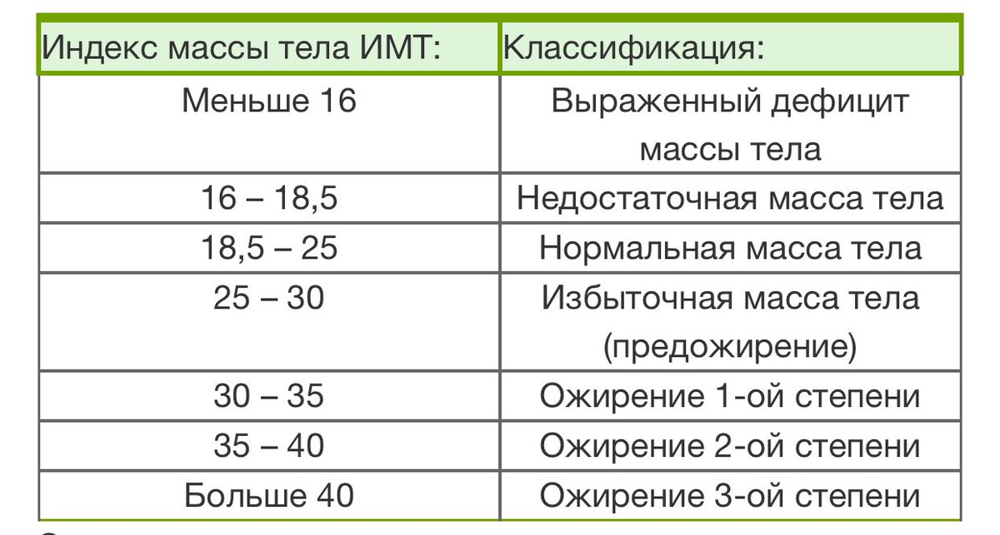 Индекс массы тела ИМТ: Классификация:
Меньше 16 Выраженный дефицит
массы тела
16 – 18,5 Недостаточная масса тела
18,5 – 25 Нормальная масса тела
25 – 30 Избыточная масса тела
(предожирение)
30 – 35 Ожирение 1-ой степени
35 – 40 Ожирение 2-ой степени
Больше 40 Ожирение 3-ой степени